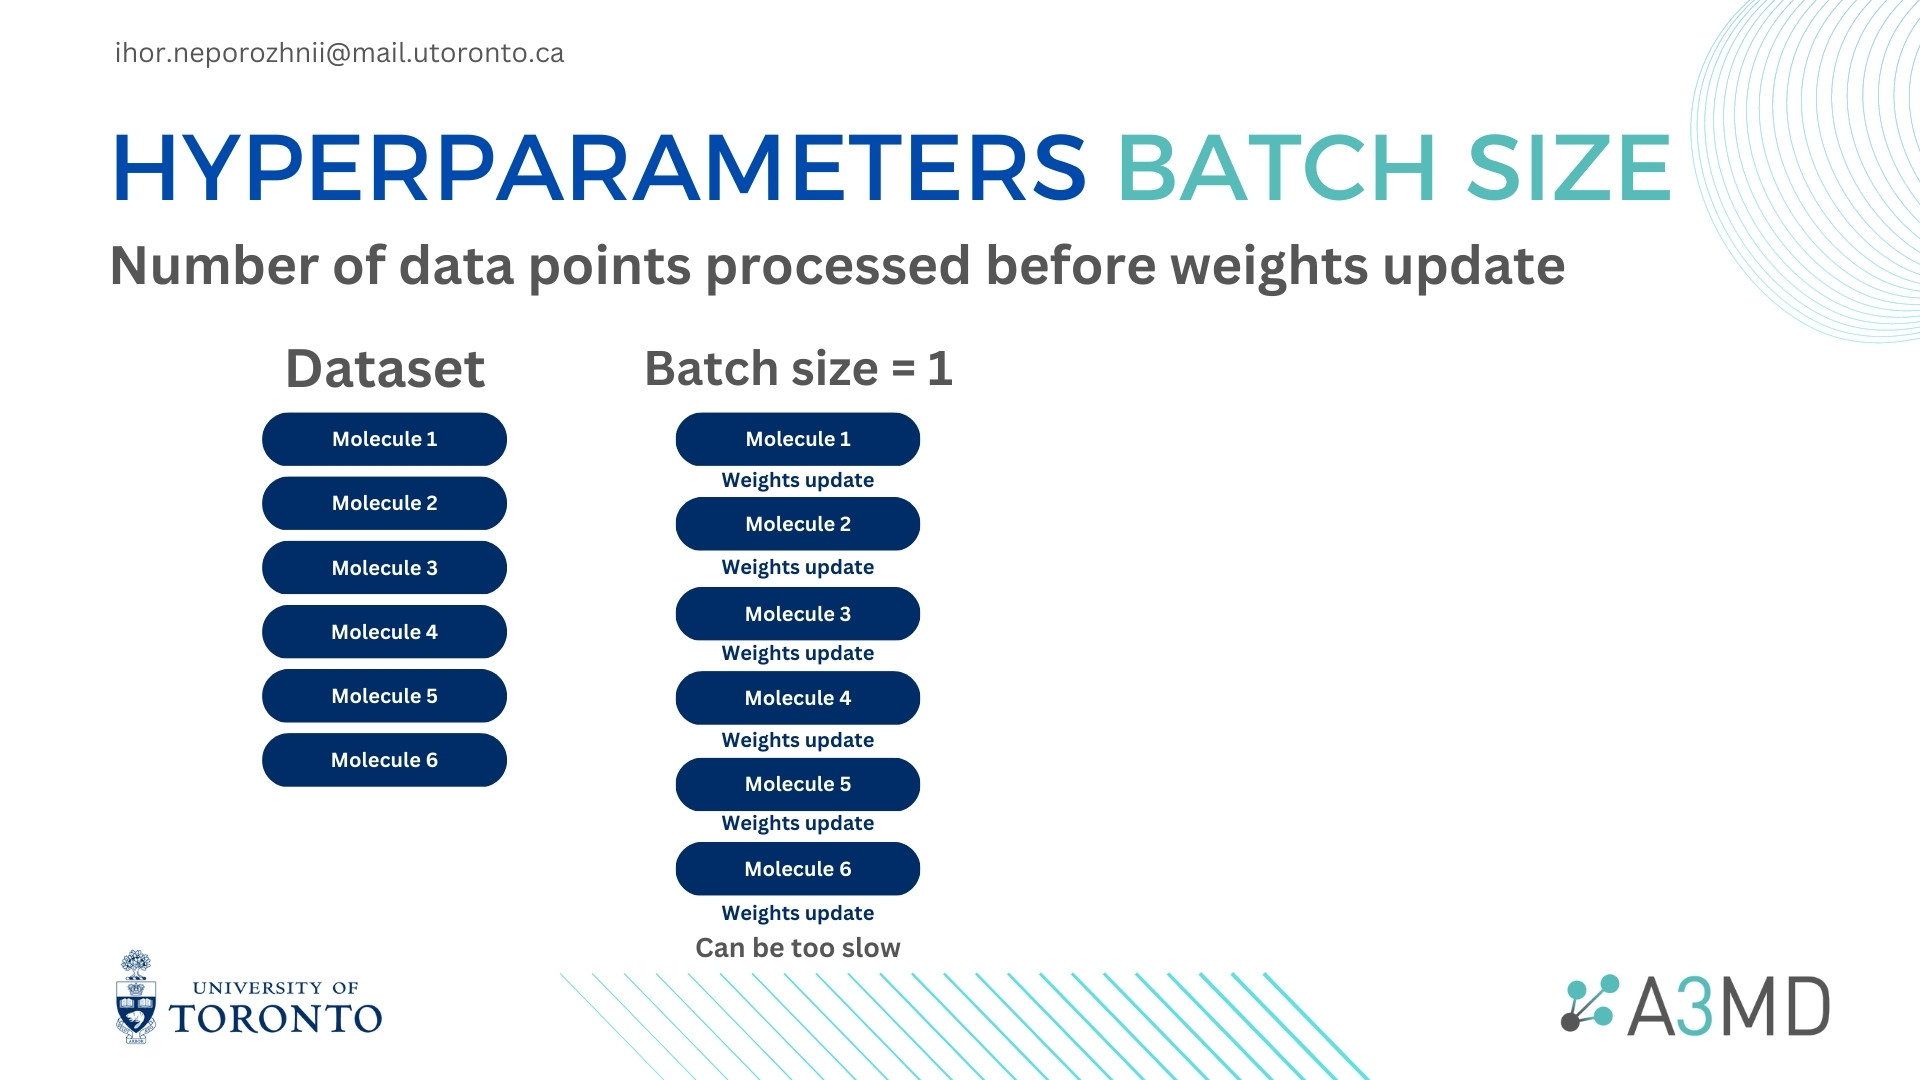 ihor.neporozhnii@mail.utoronto.ca
HYPERPARAMETERS BATCH SIZE
Number of data points processed before weights update
Dataset
Molecule 1
Molecule 2
Molecule 3
Molecule 4
Molecule 5
Molecule 6
Batch size = 1
Molecule 1
Weights update
Molecule 2
Weights update
Molecule 3
Weights update
Molecule 4
Weights update
Molecule 5
Weights update
Molecule 6
Weights update
Can be too slow
UNIVERSITY OF
TORONTO
A3MD